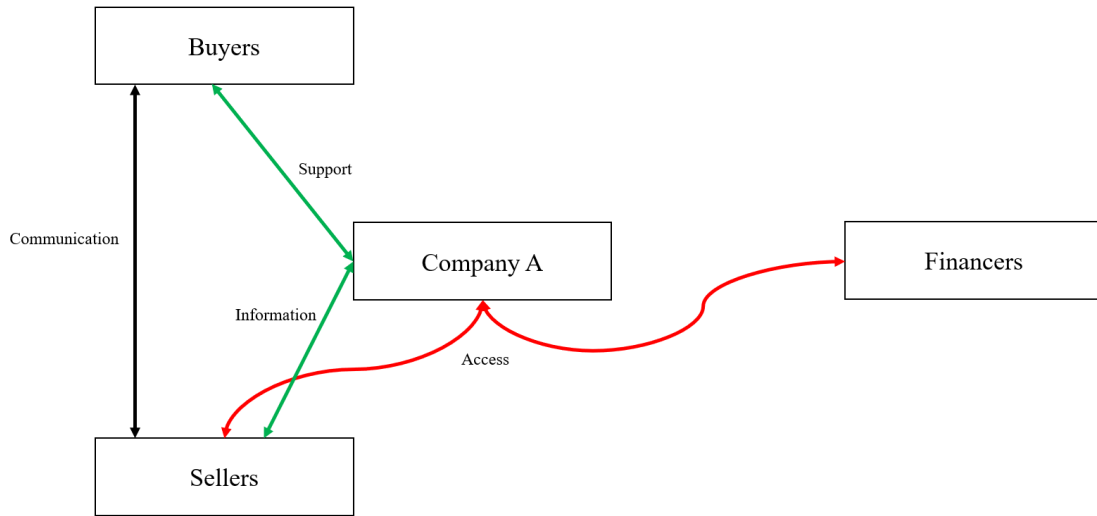 Buyers
Support
Communication
Company A
Financers
Information
Access
Sellers